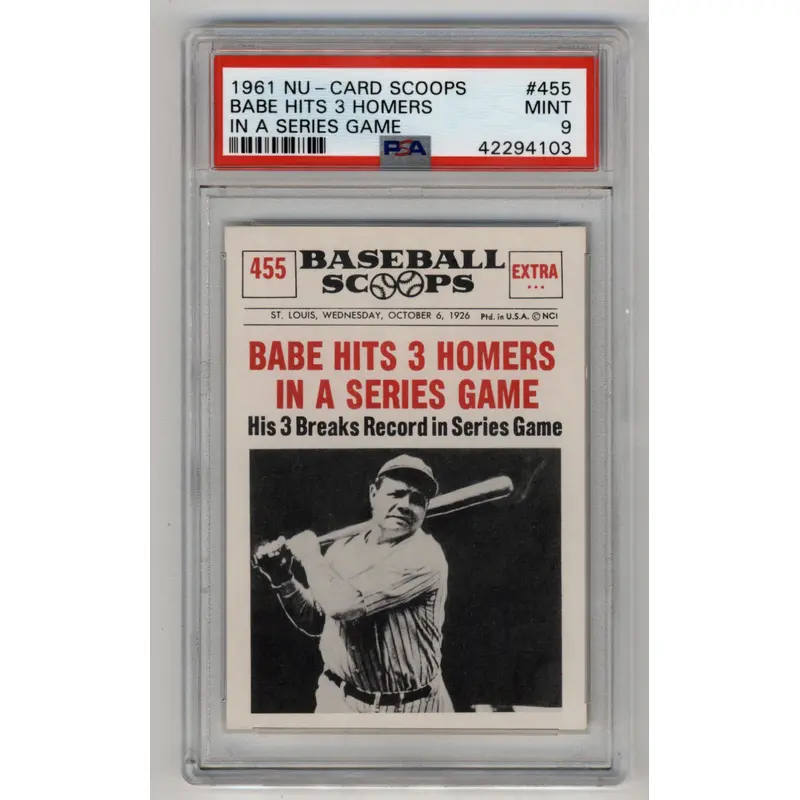 1961 NU-CARD SCOOPS #455
BABE HITS 3 HOMERS MINT
IN A SERIES GAME 9
PSA 42294103
455 BASEBALL SCOOPS EXTRA
ST. LOUIS, WEDNESDAY, OCTOBER 6, 1926 Ptd. in U.S.A. © NCI
BABE HITS 3 HOMERS
IN A SERIES GAME
His 3 Breaks Record in Series Game